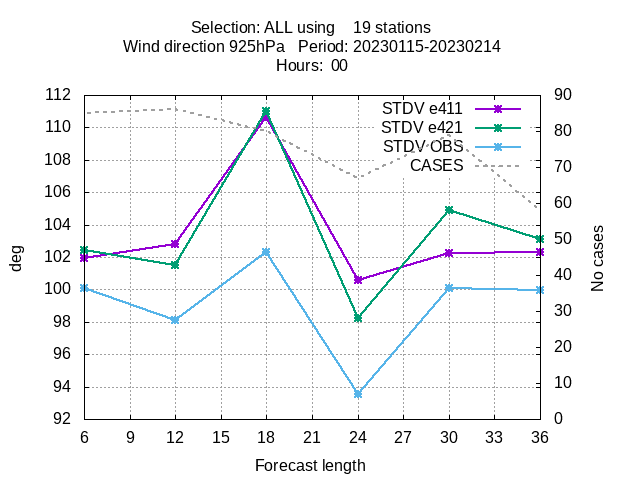 Selection: ALL using 19 stations
Wind direction 925hPa Period: 20230115-20230214
Hours: 00
112
110
108
106
104
102
100
98
96
94
92
deg
90
80
70
60
50
40
30
20
10
0
No cases
STDV e411
STDV e421
STDV OBS
CASES
6 9 12 15 18 21 24 27 30 33 36
Forecast length